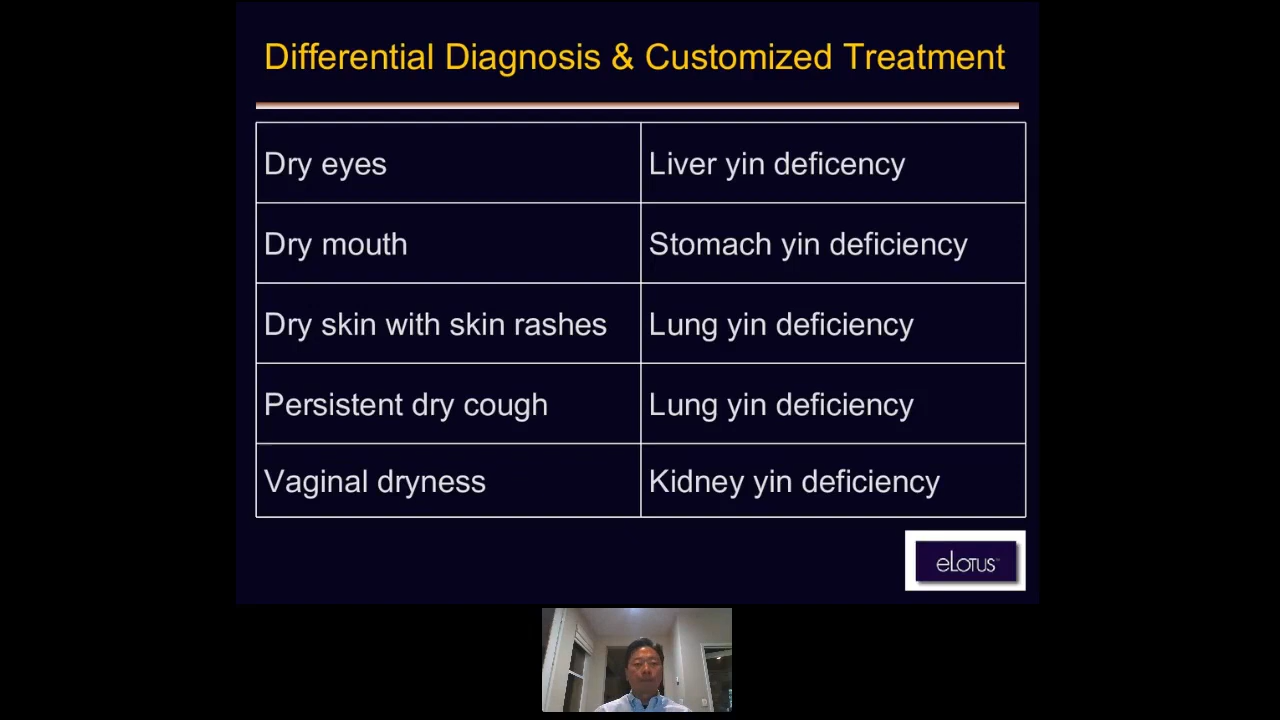 Differential Diagnosis & Customized Treatment
Dry eyes
Liver yin deficency
Dry mouth
Stomach yin deficiency
Dry skin with skin rashes
Lung yin deficiency
Persistent dry cough
Lung yin deficiency
Vaginal dryness
Kidney yin deficiency
eLOTUS